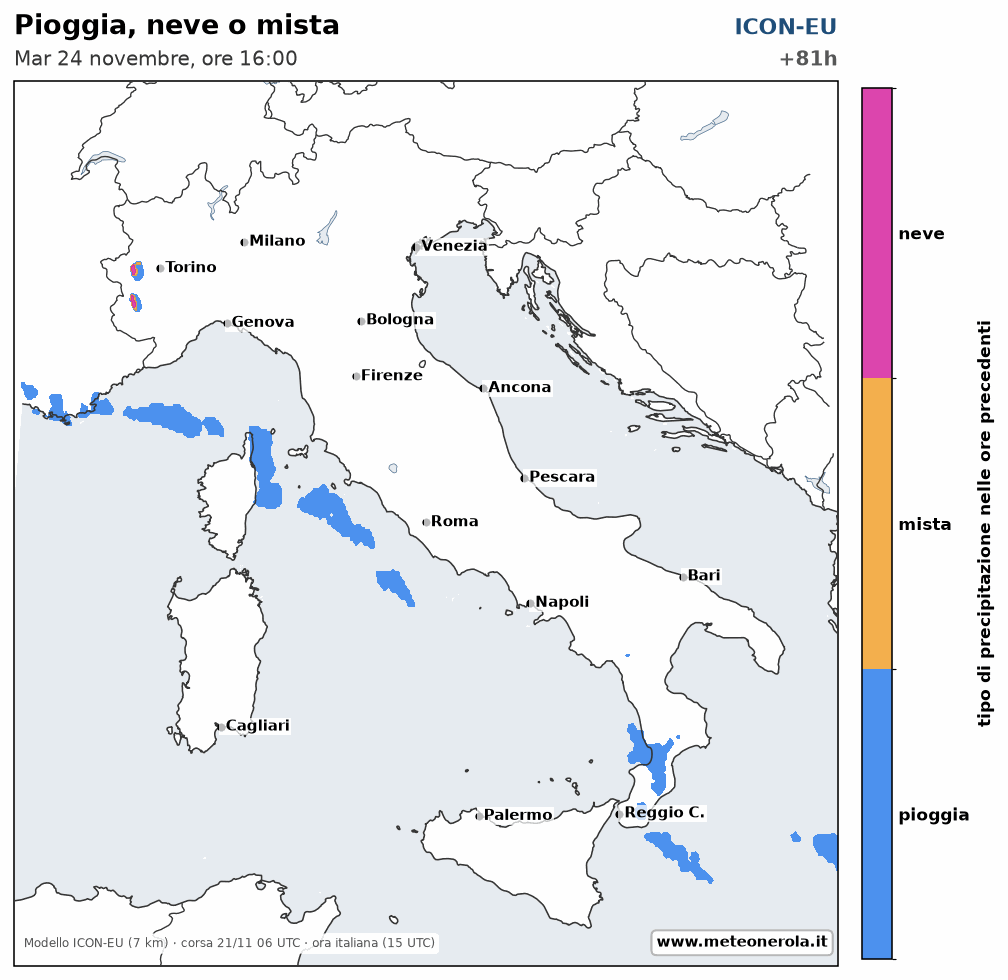 Pioggia, neve o mista
ICON-EU
Mar 24 novembre, ore 16:00
+81h
neve
Milano
Venezia
Torino
Genova
Bologna
Firenze
Ancona
Pescara
Roma
mista
Bari
Napoli
Cagliari
Palermo
Reggio C.
pioggia
tipo di precipitazione nelle ore precedenti
Modello ICON-EU (7 km) · corsa 21/11 06 UTC · ora italiana (15 UTC)
www.meteonerola.it